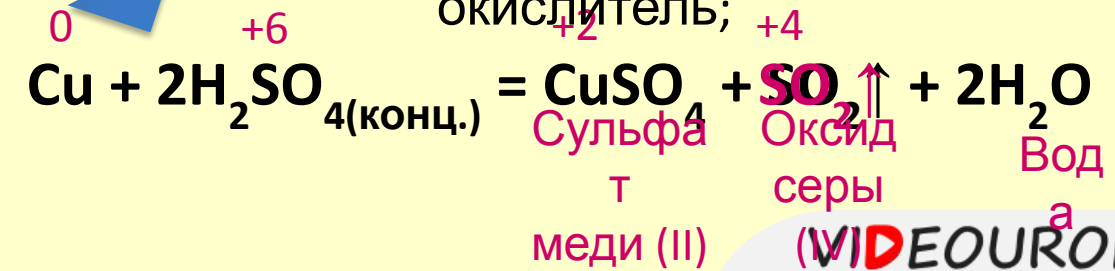 окислитель;
0 +6 +2 +4
Cu + 2H₂SO₄(конц.) = CuSO₄ + SO₂↑ + 2H₂O
Сульфа
т
меди (II)
Оксид
серы
(IV)
Вод
а
VIDEOURO